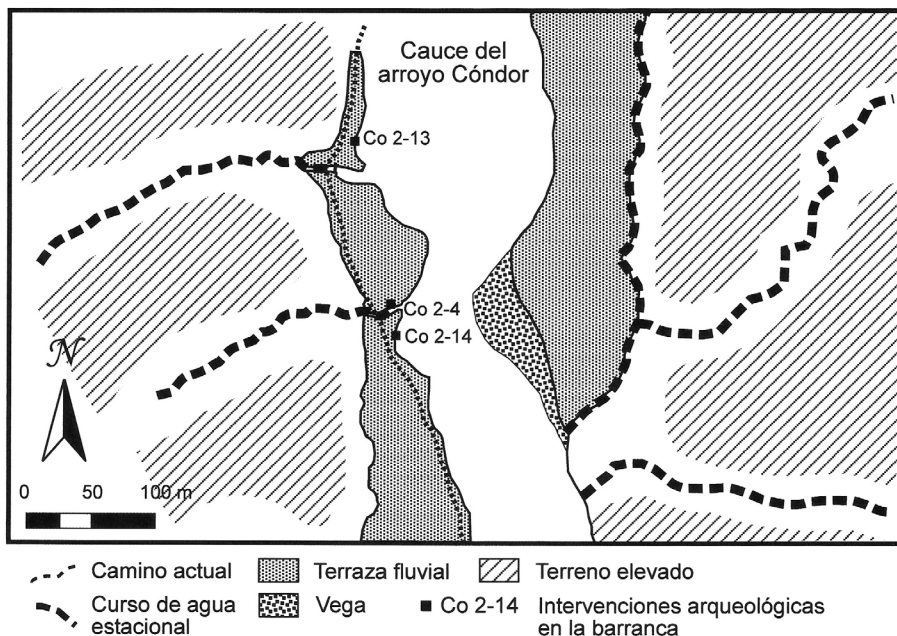 Cauce del
arroyo Cóndor
Co 2-13
Co 2-4
Co 2-14
N
0 50 100 m
Camino actual
Terraza fluvial
Terreno elevado
Curso de agua
estacional
Vega
Co 2-14
Intervenciones arqueológicas
en la barranca